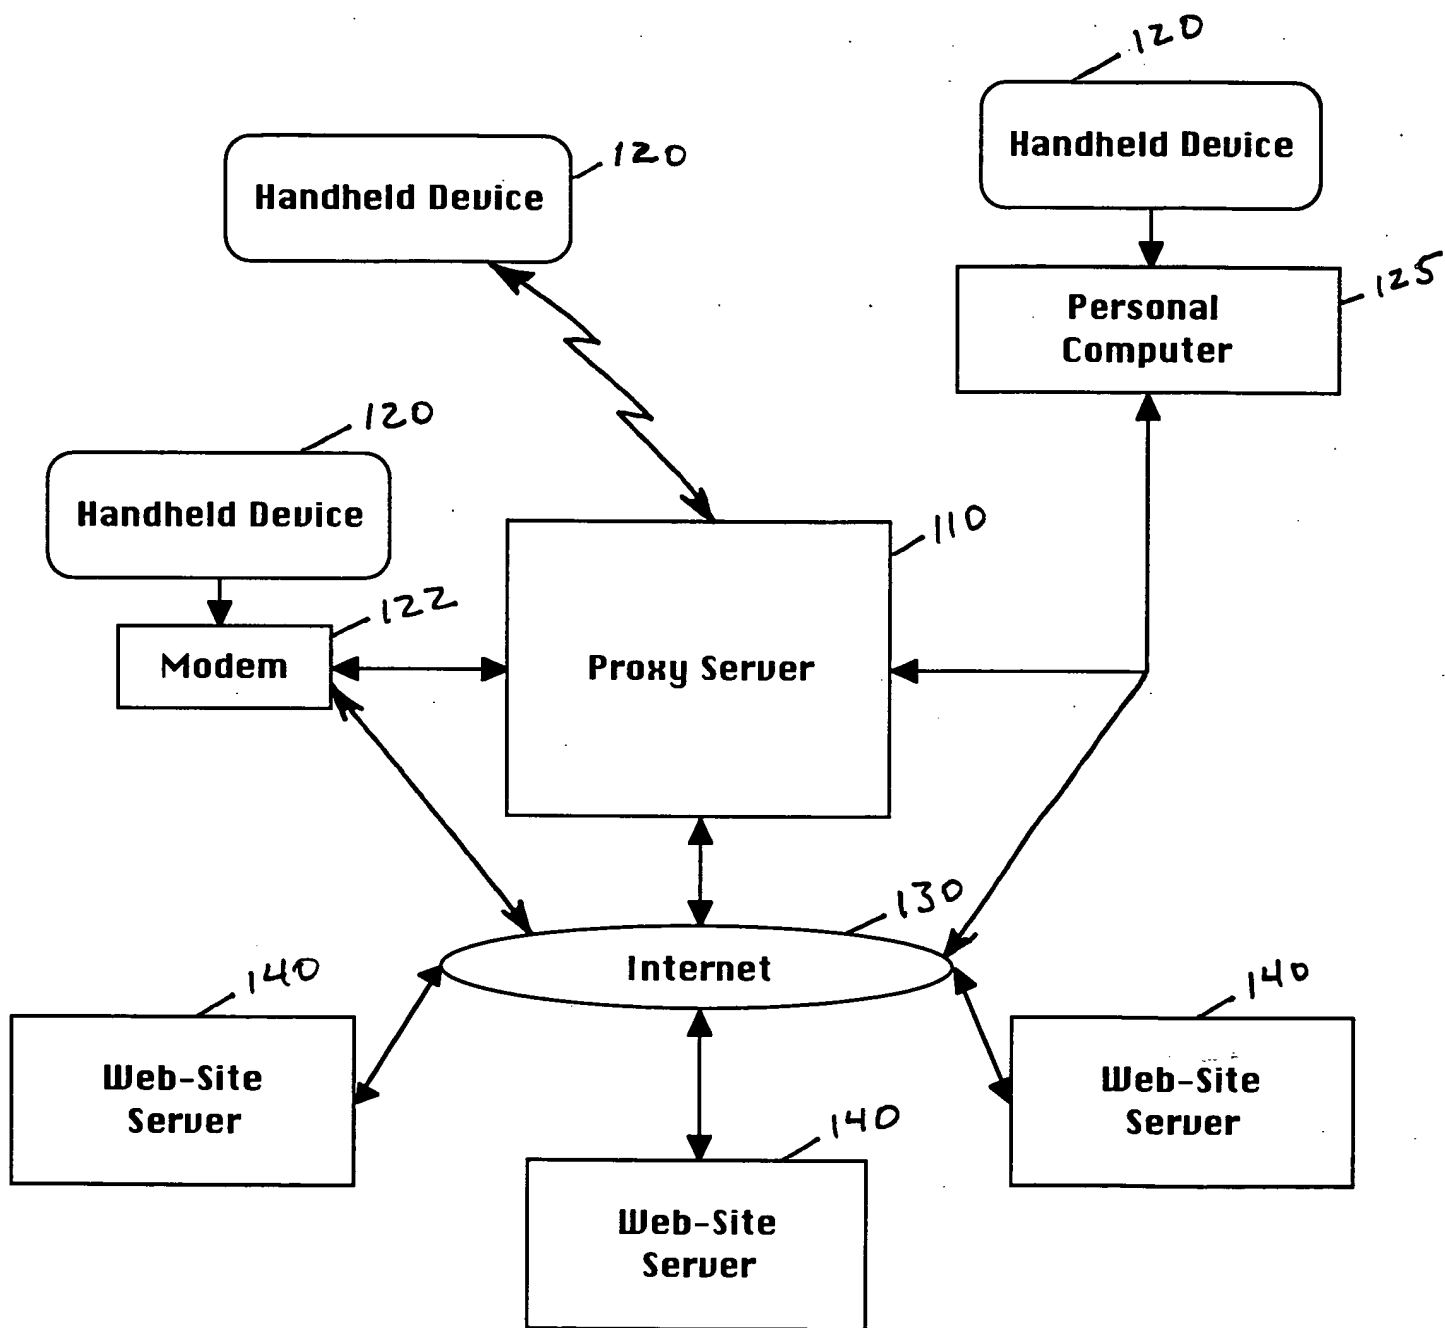 120
Handheld Device
120
Handheld Device
125
Personal
Computer
120
Handheld Device
110
122
Modem
Proxy Server
130
Internet
140
140
Web-Site
Server
Web-Site
Server
140
Web-Site
Server